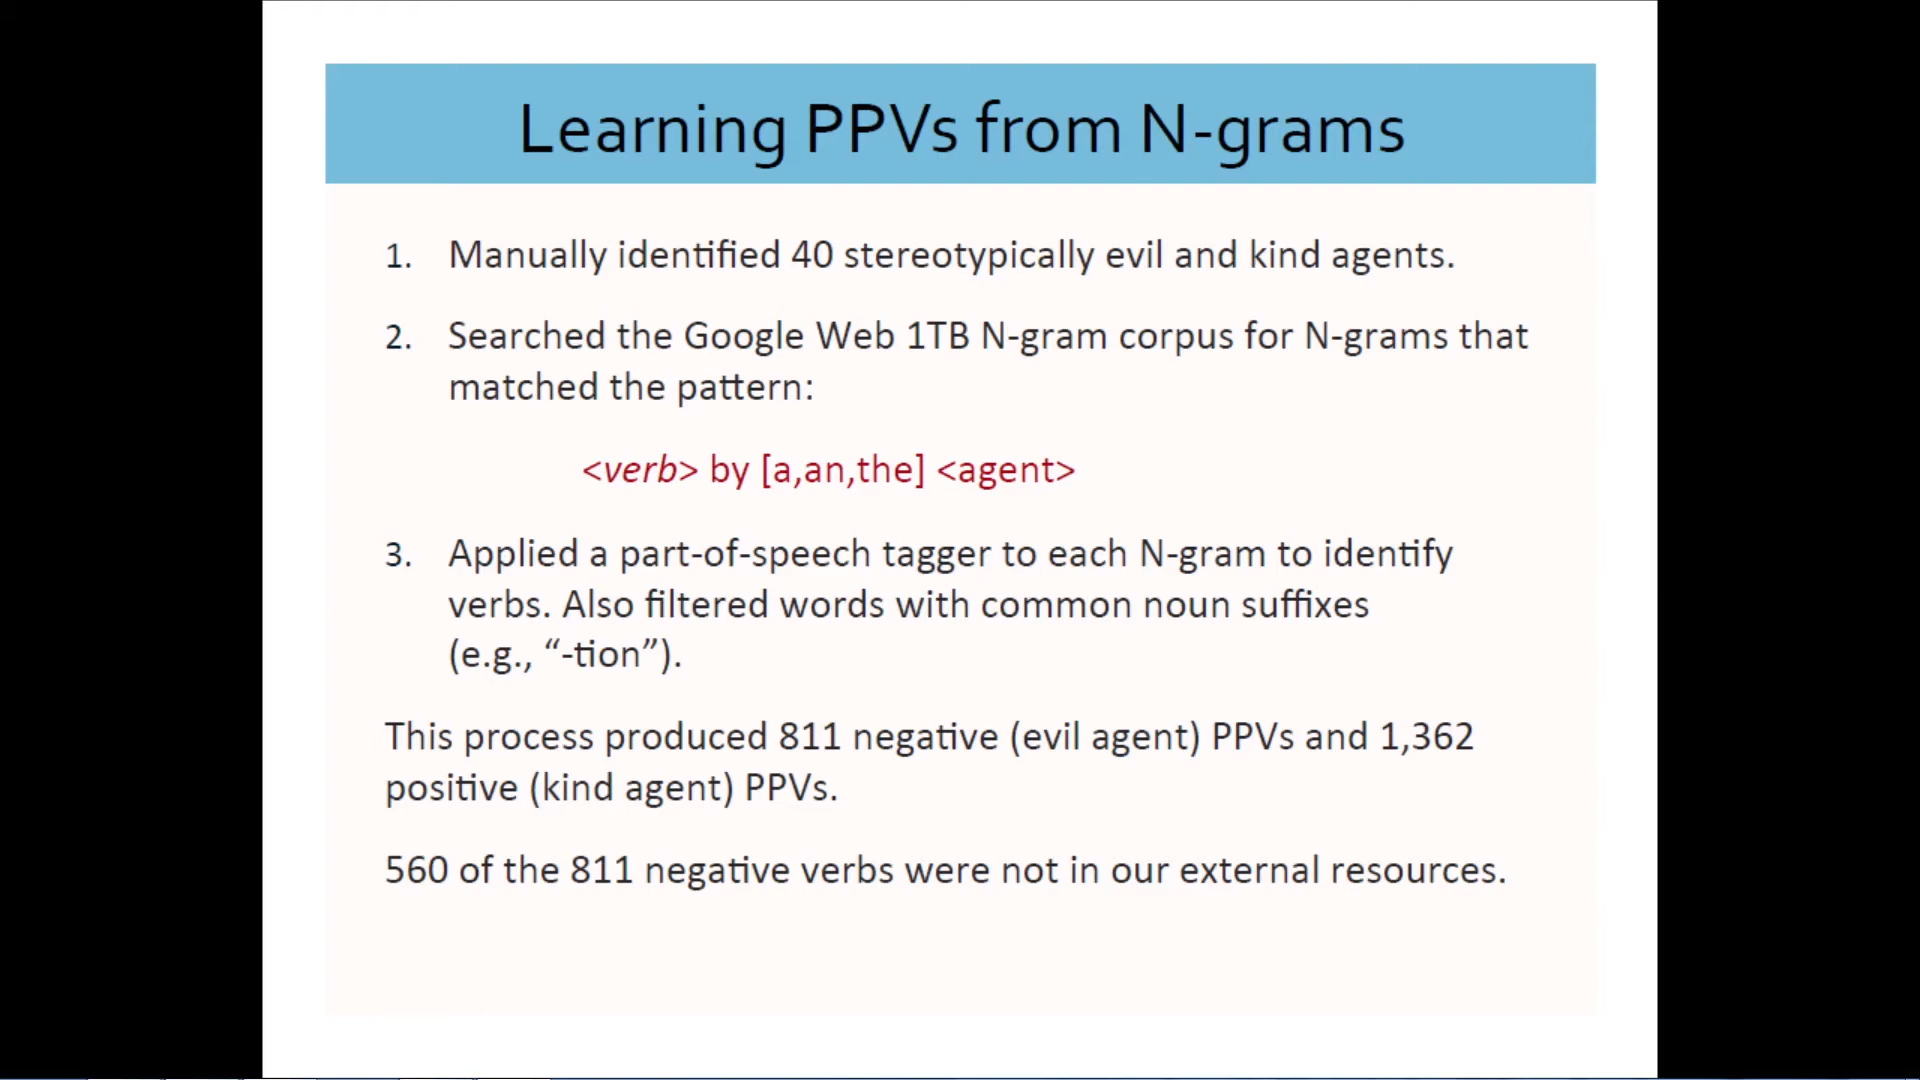 Learning PPVs from N-grams
1. Manually identified 40 stereotypically evil and kind agents.
2. Searched the Google Web 1TB N-gram corpus for N-grams that
matched the pattern:
<verb> by [a,an,the] <agent>
3. Applied a part-of-speech tagger to each N-gram to identify
verbs. Also filtered words with common noun suffixes
(e.g., “-tion”).
This process produced 811 negative (evil agent) PPVs and 1,362
positive (kind agent) PPVs.
560 of the 811 negative verbs were not in our external resources.